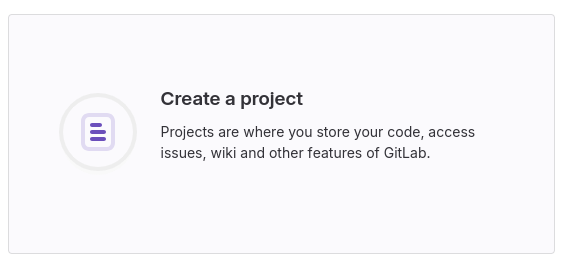 Create a project
Projects are where you store your code, access
issues, wiki and other features of GitLab.